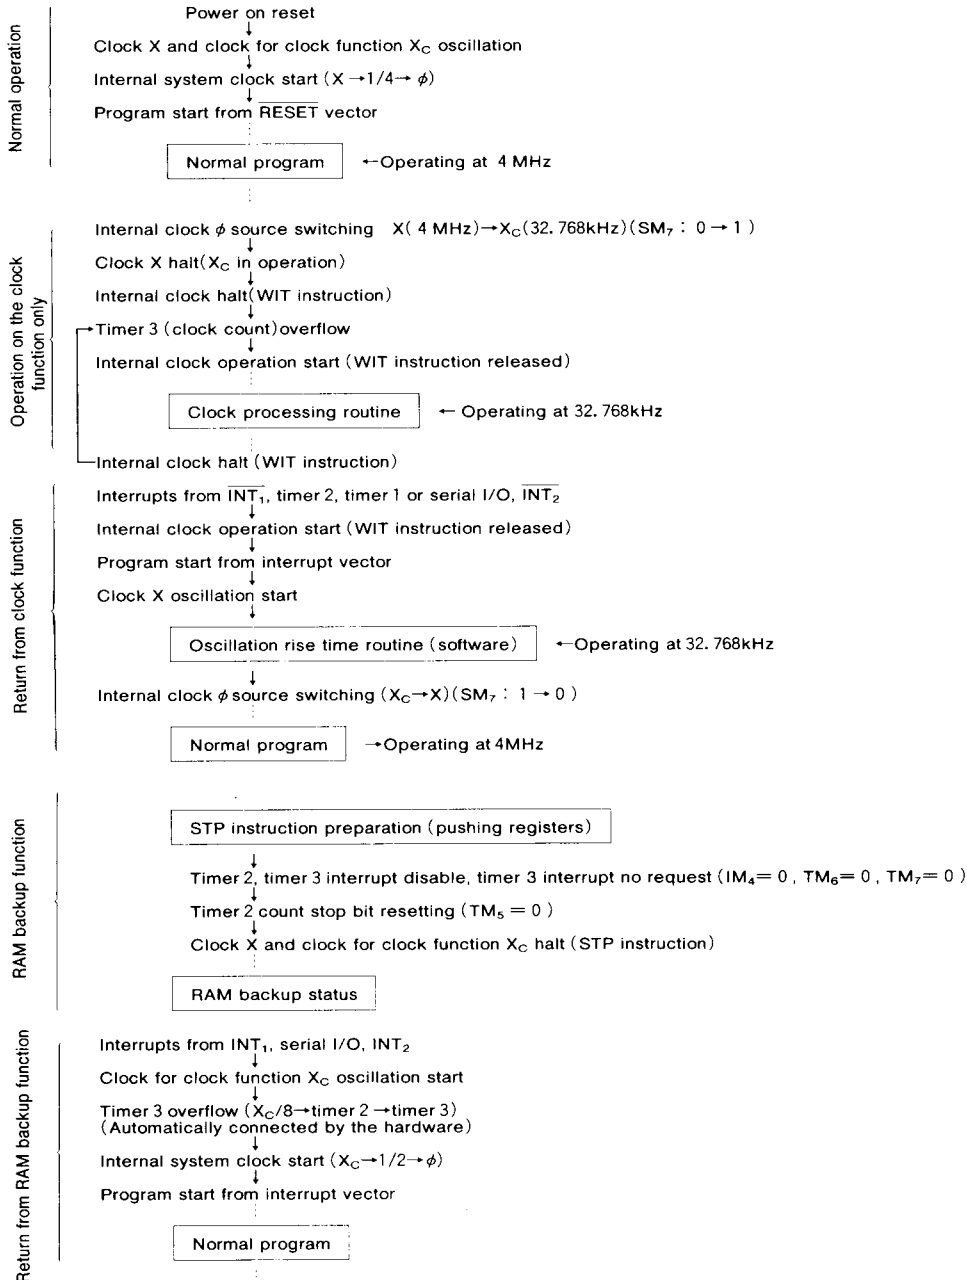 Normal operation
Power on reset
↓
Clock X and clock for clock function X_C oscillation
↓
Internal system clock start (X →1/4→ ϕ)
↓
Program start from R̅E̅S̅E̅T̅ vector
Normal program ←Operating at 4 MHz
Operation on the clock
function only
Internal clock ϕ source switching X( 4 MHz)→X_C(32. 768kHz)(SM₇ : 0 → 1 )
↓
Clock X halt(X_C in operation)
↓
Internal clock halt(WIT instruction)
↓
Timer 3 (clock count)overflow
↓
Internal clock operation start (WIT instruction released)
Clock processing routine ← Operating at 32. 768kHz
Internal clock halt (WIT instruction)
Return from clock function
Interrupts from I̅N̅T̅₁, timer 2, timer 1 or serial I/O, I̅N̅T̅₂
↓
Internal clock operation start (WIT instruction released)
↓
Program start from interrupt vector
↓
Clock X oscillation start
↓
Oscillation rise time routine (software) ←Operating at 32. 768kHz
↓
Internal clock ϕ source switching (X_C→X)(SM₇ : 1 → 0 )
Normal program →Operating at 4MHz
RAM backup function
STP instruction preparation (pushing registers)
↓
Timer 2, timer 3 interrupt disable, timer 3 interrupt no request (IM₄= 0 , TM₆= 0 , TM₇= 0 )
↓
Timer 2 count stop bit resetting (TM₅ = 0 )
↓
Clock X and clock for clock function X_C halt (STP instruction)
RAM backup status
Return from RAM backup function
Interrupts from INT₁, serial I/O, INT₂
↓
Clock for clock function X_C oscillation start
↓
Timer 3 overflow (X_C/8→timer 2 →timer 3)
(Automatically connected by the hardware)
↓
Internal system clock start (X_C→1/2→ϕ)
↓
Program start from interrupt vector
Normal program